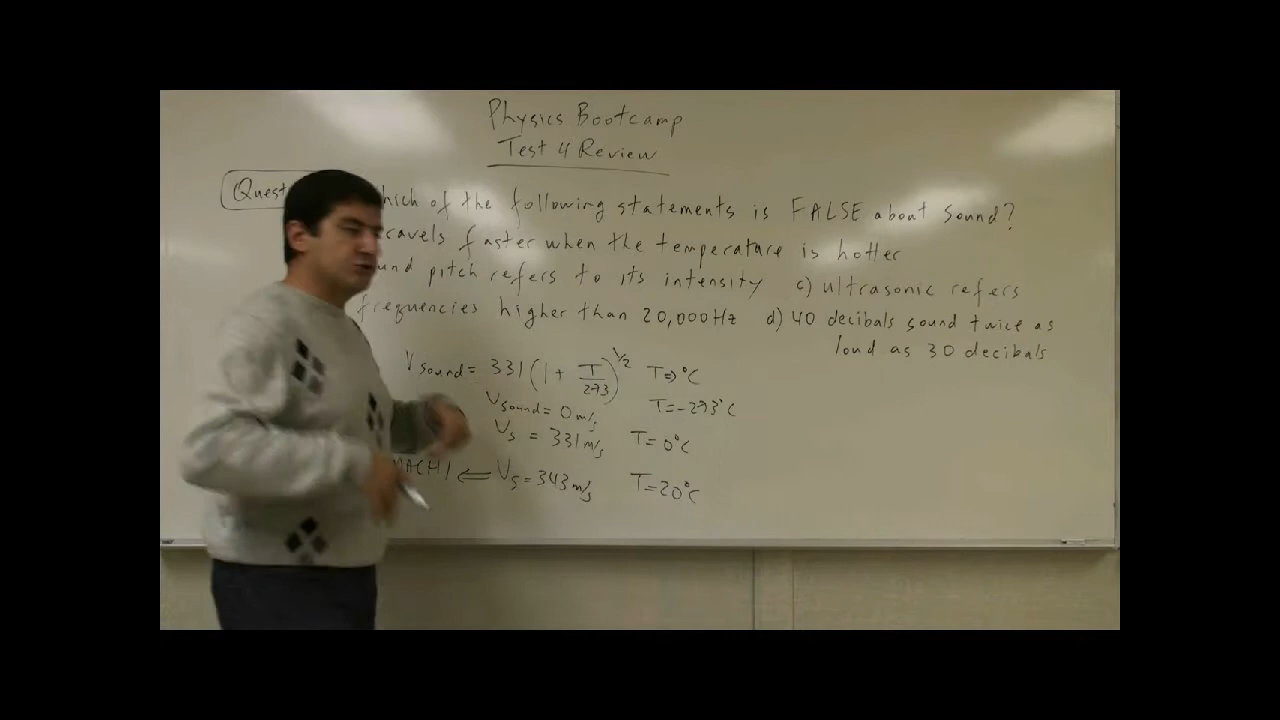 Physics Bootcamp
Test 4 Review
Quest hich of the following statements is FALSE about sound?
ravels faster when the temperature is hotter
und pitch refers to its intensity c) ultrasonic refers
frequencies higher than 20,000Hz d) 40 decibals sound twice as
loud as 30 decibals
Vsound = 331 (1 + T/273)^1/2 T⇒°C
Vsound = 0 m/s T=-273°C
Vs = 331 m/s T=0°C
MACH 1 ⇐ Vs = 343 m/s T=20°C